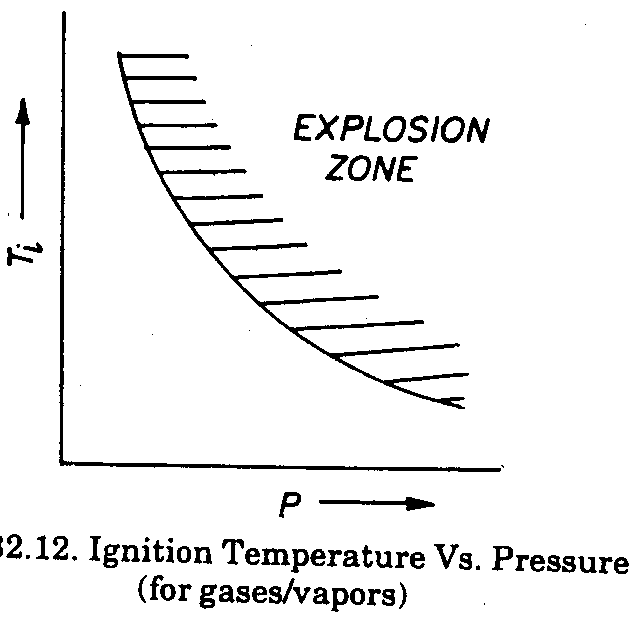 EXPLOSION
ZONE
Ti
P
32.12. Ignition Temperature Vs. Pressure
(for gases/vapors)